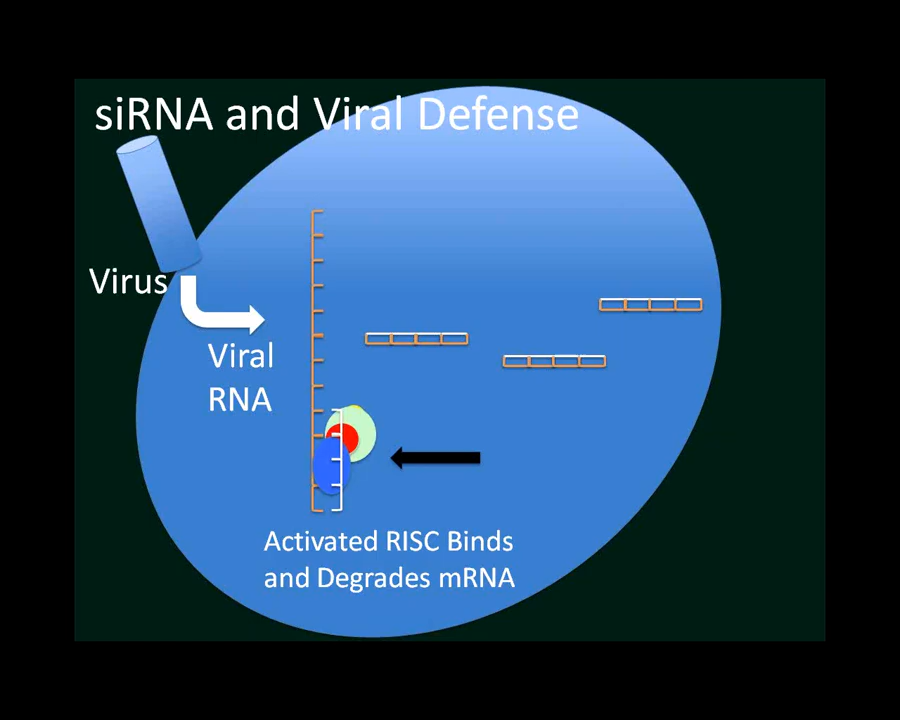 siRNA and Viral Defense
Virus
Viral
RNA
Activated RISC Binds
and Degrades mRNA